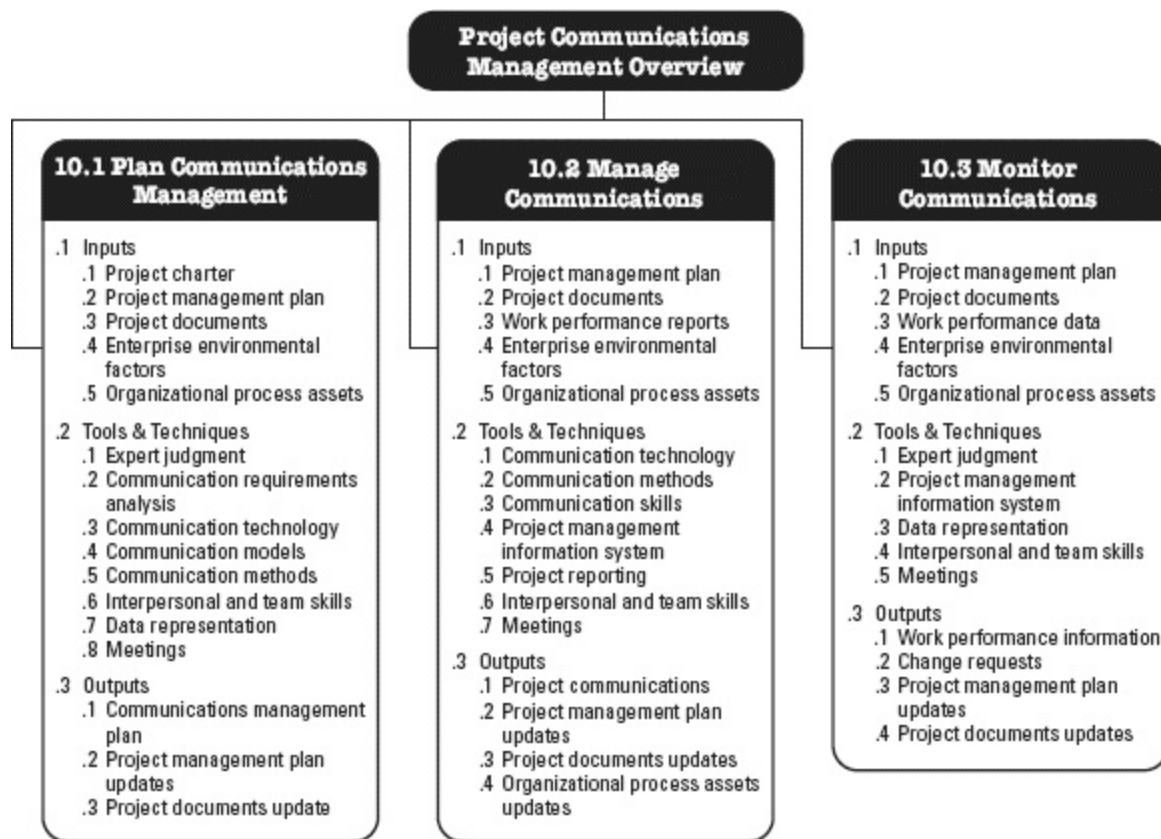 Project Communications
Management Overview
10.1 Plan Communications
Management
.1 Inputs
.1 Project charter
.2 Project management plan
.3 Project documents
.4 Enterprise environmental
factors
.5 Organizational process assets
.2 Tools & Techniques
.1 Expert judgment
.2 Communication requirements
analysis
.3 Communication technology
.4 Communication models
.5 Communication methods
.6 Interpersonal and team skills
.7 Data representation
.8 Meetings
.3 Outputs
.1 Communications management
plan
.2 Project management plan
updates
.3 Project documents update
10.2 Manage
Communications
.1 Inputs
.1 Project management plan
.2 Project documents
.3 Work performance reports
.4 Enterprise environmental
factors
.5 Organizational process assets
.2 Tools & Techniques
.1 Communication technology
.2 Communication methods
.3 Communication skills
.4 Project management
information system
.5 Project reporting
.6 Interpersonal and team skills
.7 Meetings
.3 Outputs
.1 Project communications
.2 Project management plan
updates
.3 Project documents updates
.4 Organizational process assets
updates
10.3 Monitor
Communications
.1 Inputs
.1 Project management plan
.2 Project documents
.3 Work performance data
.4 Enterprise environmental
factors
.5 Organizational process assets
.2 Tools & Techniques
.1 Expert judgment
.2 Project management
information system
.3 Data representation
.4 Interpersonal and team skills
.5 Meetings
.3 Outputs
.1 Work performance information
.2 Change requests
.3 Project management plan
updates
.4 Project documents updates